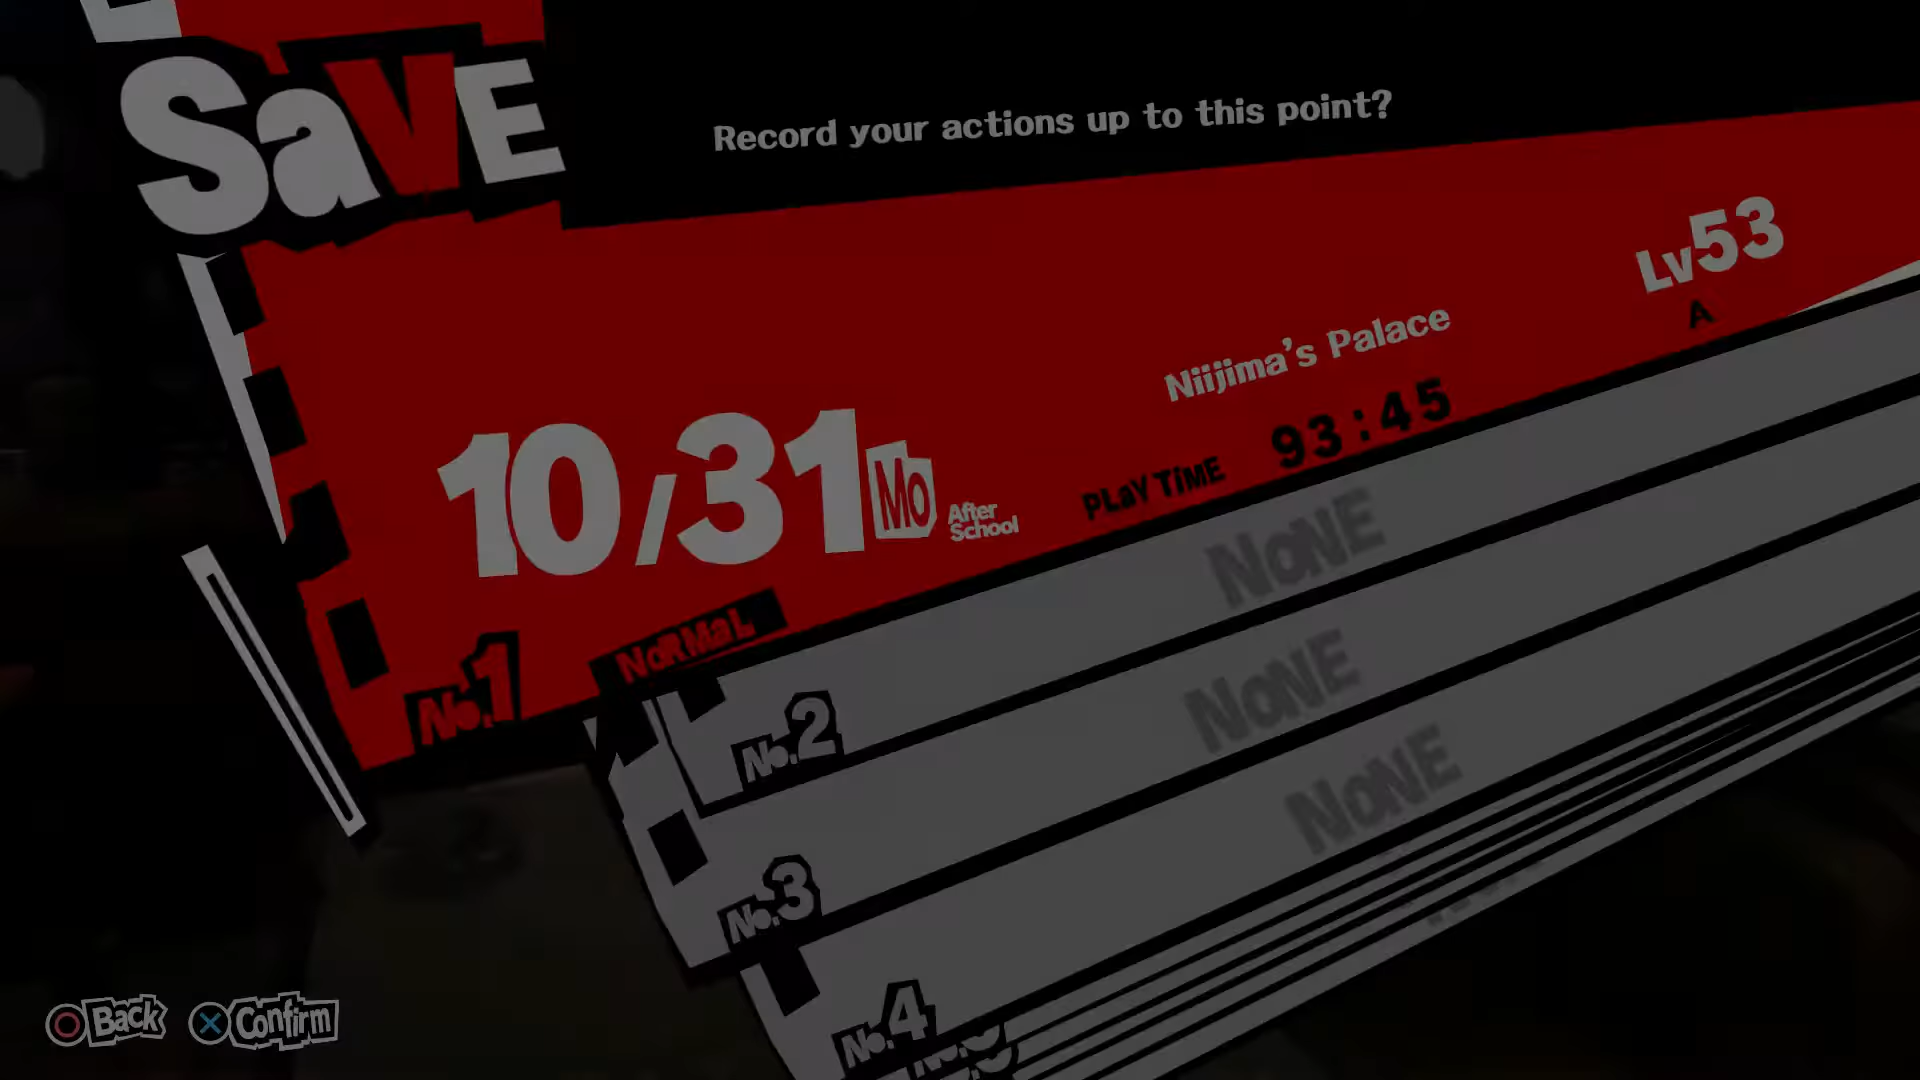 SaVE
Record your actions up to this point?
Lv53
A
Niijima's Palace
10/31 Mo After School
PLaY TiME 93:45
No.1 NoRMaL
No.2 NoNE
No.3 NoNE
No.4 NoNE
Back Confirm